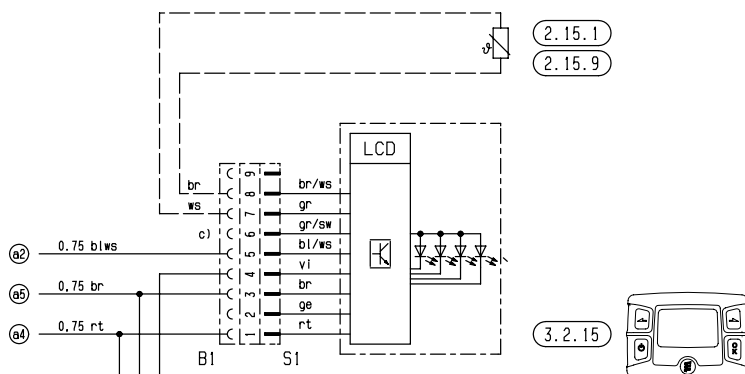 2.15.1
2.15.9
LCD
9
br 8 br/ws
ws 7 gr
c) 6 gr/sw
a2 0.75 blws 5 bl/ws
4 vi
a5 0,75 br 3 br
2 ge
a4 0,75 rt 1 rt
B1 S1
3.2.15
OK